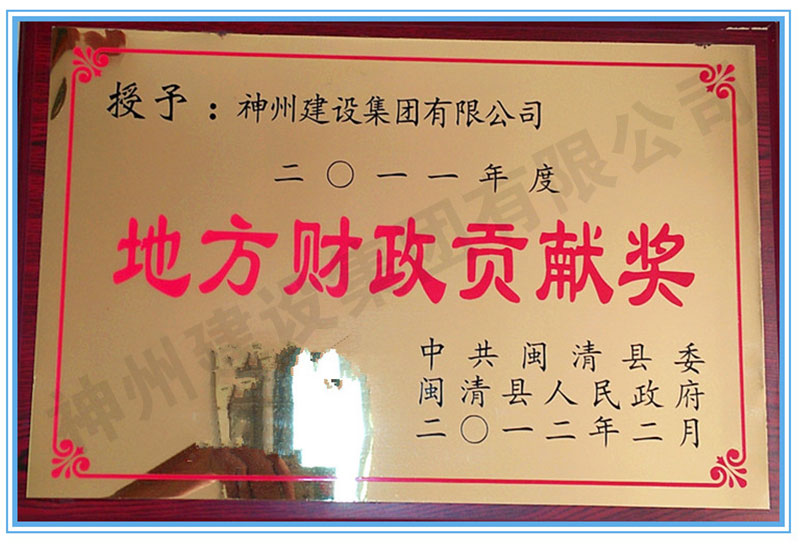 授予：神州建设集团有限公司
二〇一一年度
地方财政贡献奖
中共闽清县委
闽清县人民政府
二〇一二年二月
神州建设集团有限公司